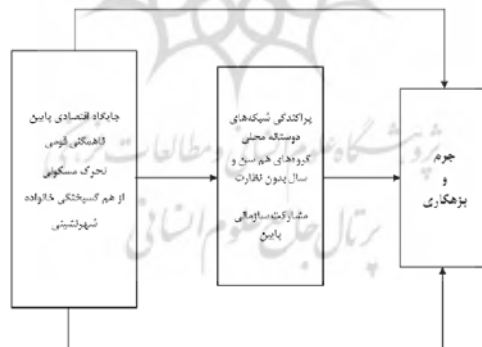 جایگاه اقتصادی پایین
ناهمگنی قومی
تحرک مسکونی
از هم گسیختگی خانواده
شهرنشینی
پراکندگی شبکه‌های
دوستانه محلی
گروه‌های هم سن و
سال بدون نظارت
مشارکت سازمانی
پایین
جرم
و
بزهکاری
پژوهشگاه علوم انسانی و مطالعات فرهنگی
پرتال جامع علوم انسانی